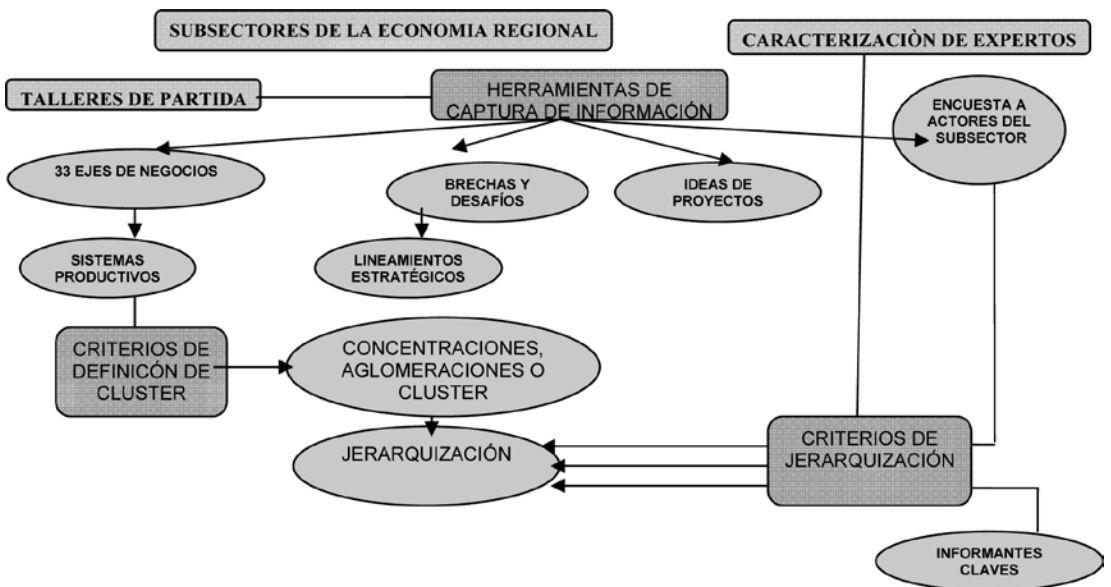 SUBSECTORES DE LA ECONOMIA REGIONAL
CARACTERIZACIÒN DE EXPERTOS
TALLERES DE PARTIDA
HERRAMIENTAS DE
CAPTURA DE INFORMACIÓN
ENCUESTA A
ACTORES DEL
SUBSECTOR
33 EJES DE NEGOCIOS
BRECHAS Y
DESAFÍOS
IDEAS DE
PROYECTOS
SISTEMAS
PRODUCTIVOS
LINEAMIENTOS
ESTRATÉGICOS
CRITERIOS DE
DEFINICÓN DE
CLUSTER
CONCENTRACIONES,
AGLOMERACIONES O
CLUSTER
JERARQUIZACIÓN
CRITERIOS DE
JERARQUIZACIÓN
INFORMANTES
CLAVES